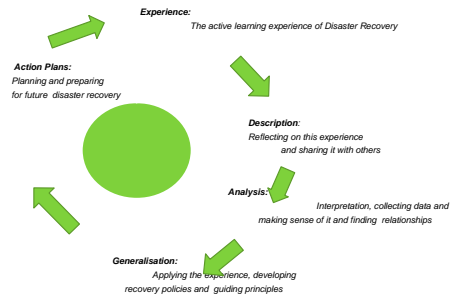 Experience:
The active learning experience of Disaster Recovery
Action Plans:
Planning and preparing
for future disaster recovery
Description:
Reflecting on this experience
and sharing it with others
Analysis:
Interpretation, collecting data and
making sense of it and finding relationships
Generalisation:
Applying the experience, developing
recovery policies and guiding principles